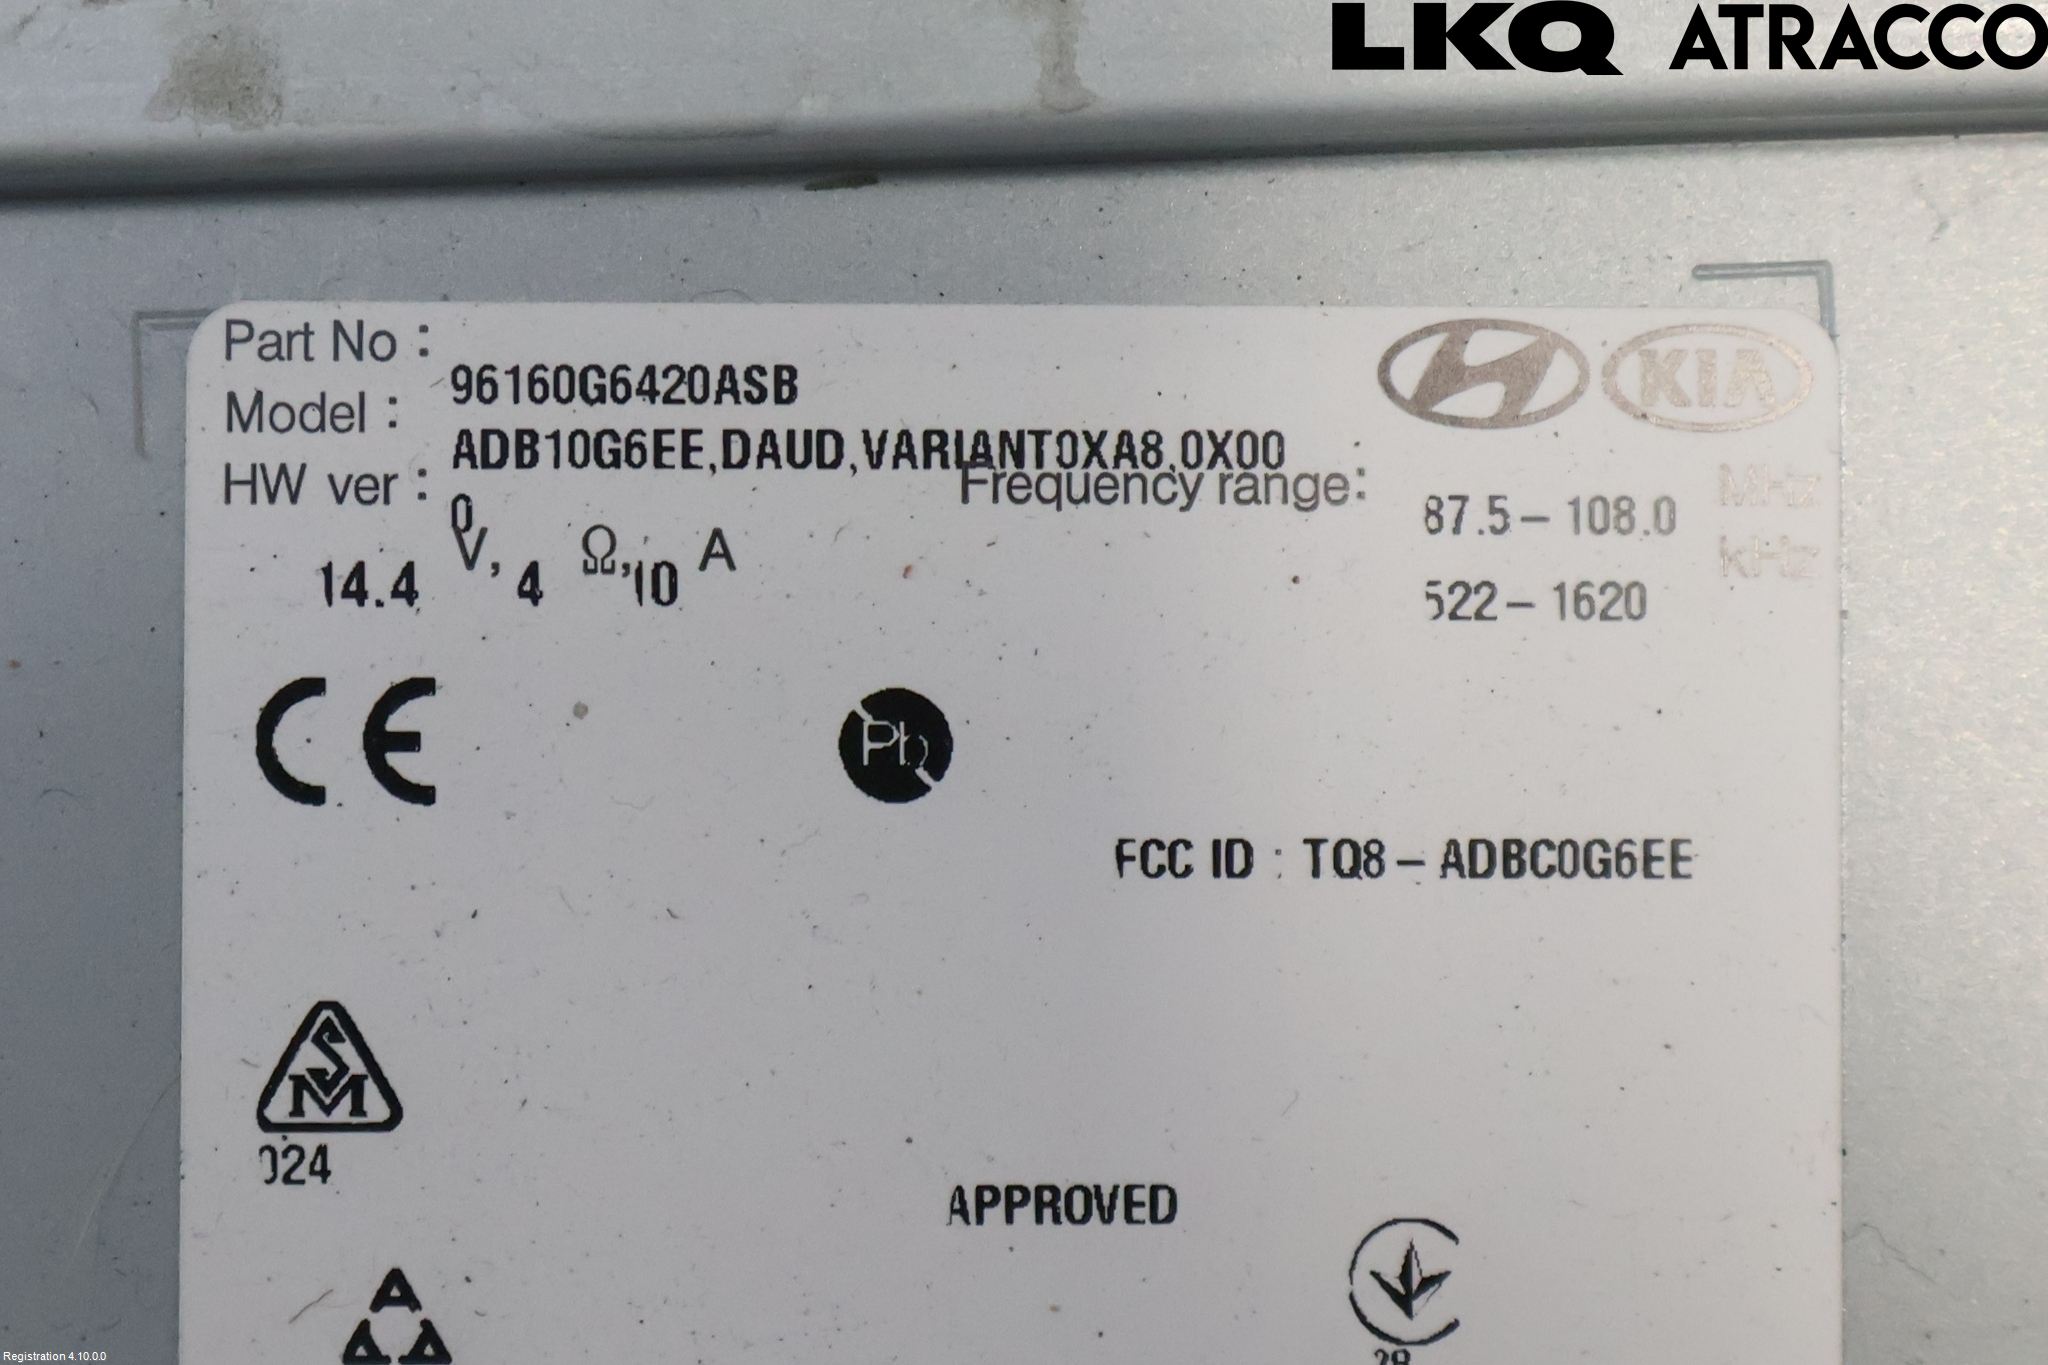 LKQ ATRACCO
Part No :
96160G6420ASB
KIA
Model :
ADB10G6EE,DAUD,VARIANT0XA8,0X00
HW ver :
0
Frequency range:
87.5 – 108.0 MHz
522 – 1620 kHz
14.4 V, 4 Ω, 10 A
CE
Pb
FCC ID : TQ8 – ADBC0G6EE
SM
024
APPROVED
Registration 4.10.0.0